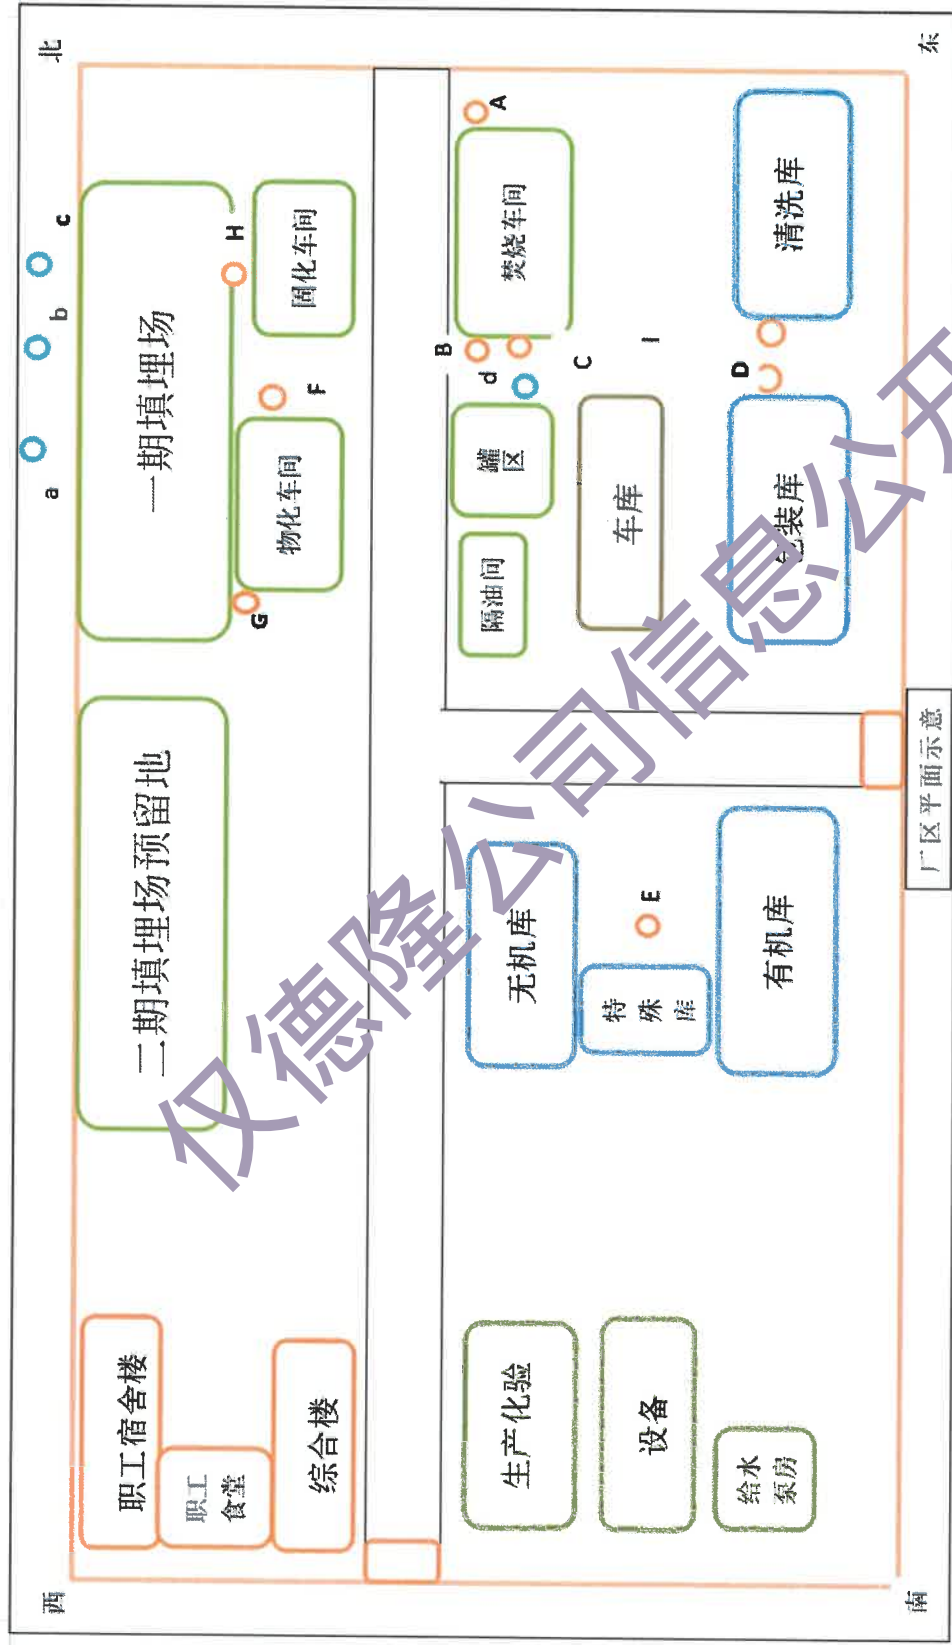 西
北
职工宿舍楼
职工
食堂
综合楼
二期填埋场预留地
一期填埋场
a
b
c
G
物化车间
F
H
固化车间
生产化验
设备
给水
泵房
无机库
特
殊
库
有机库
E
隔油间
罐
区
d
B
C
I
焚烧车间
A
车库
包装库
D
清洗库
南
东
厂区平面示意
仅德隆公司信息公开